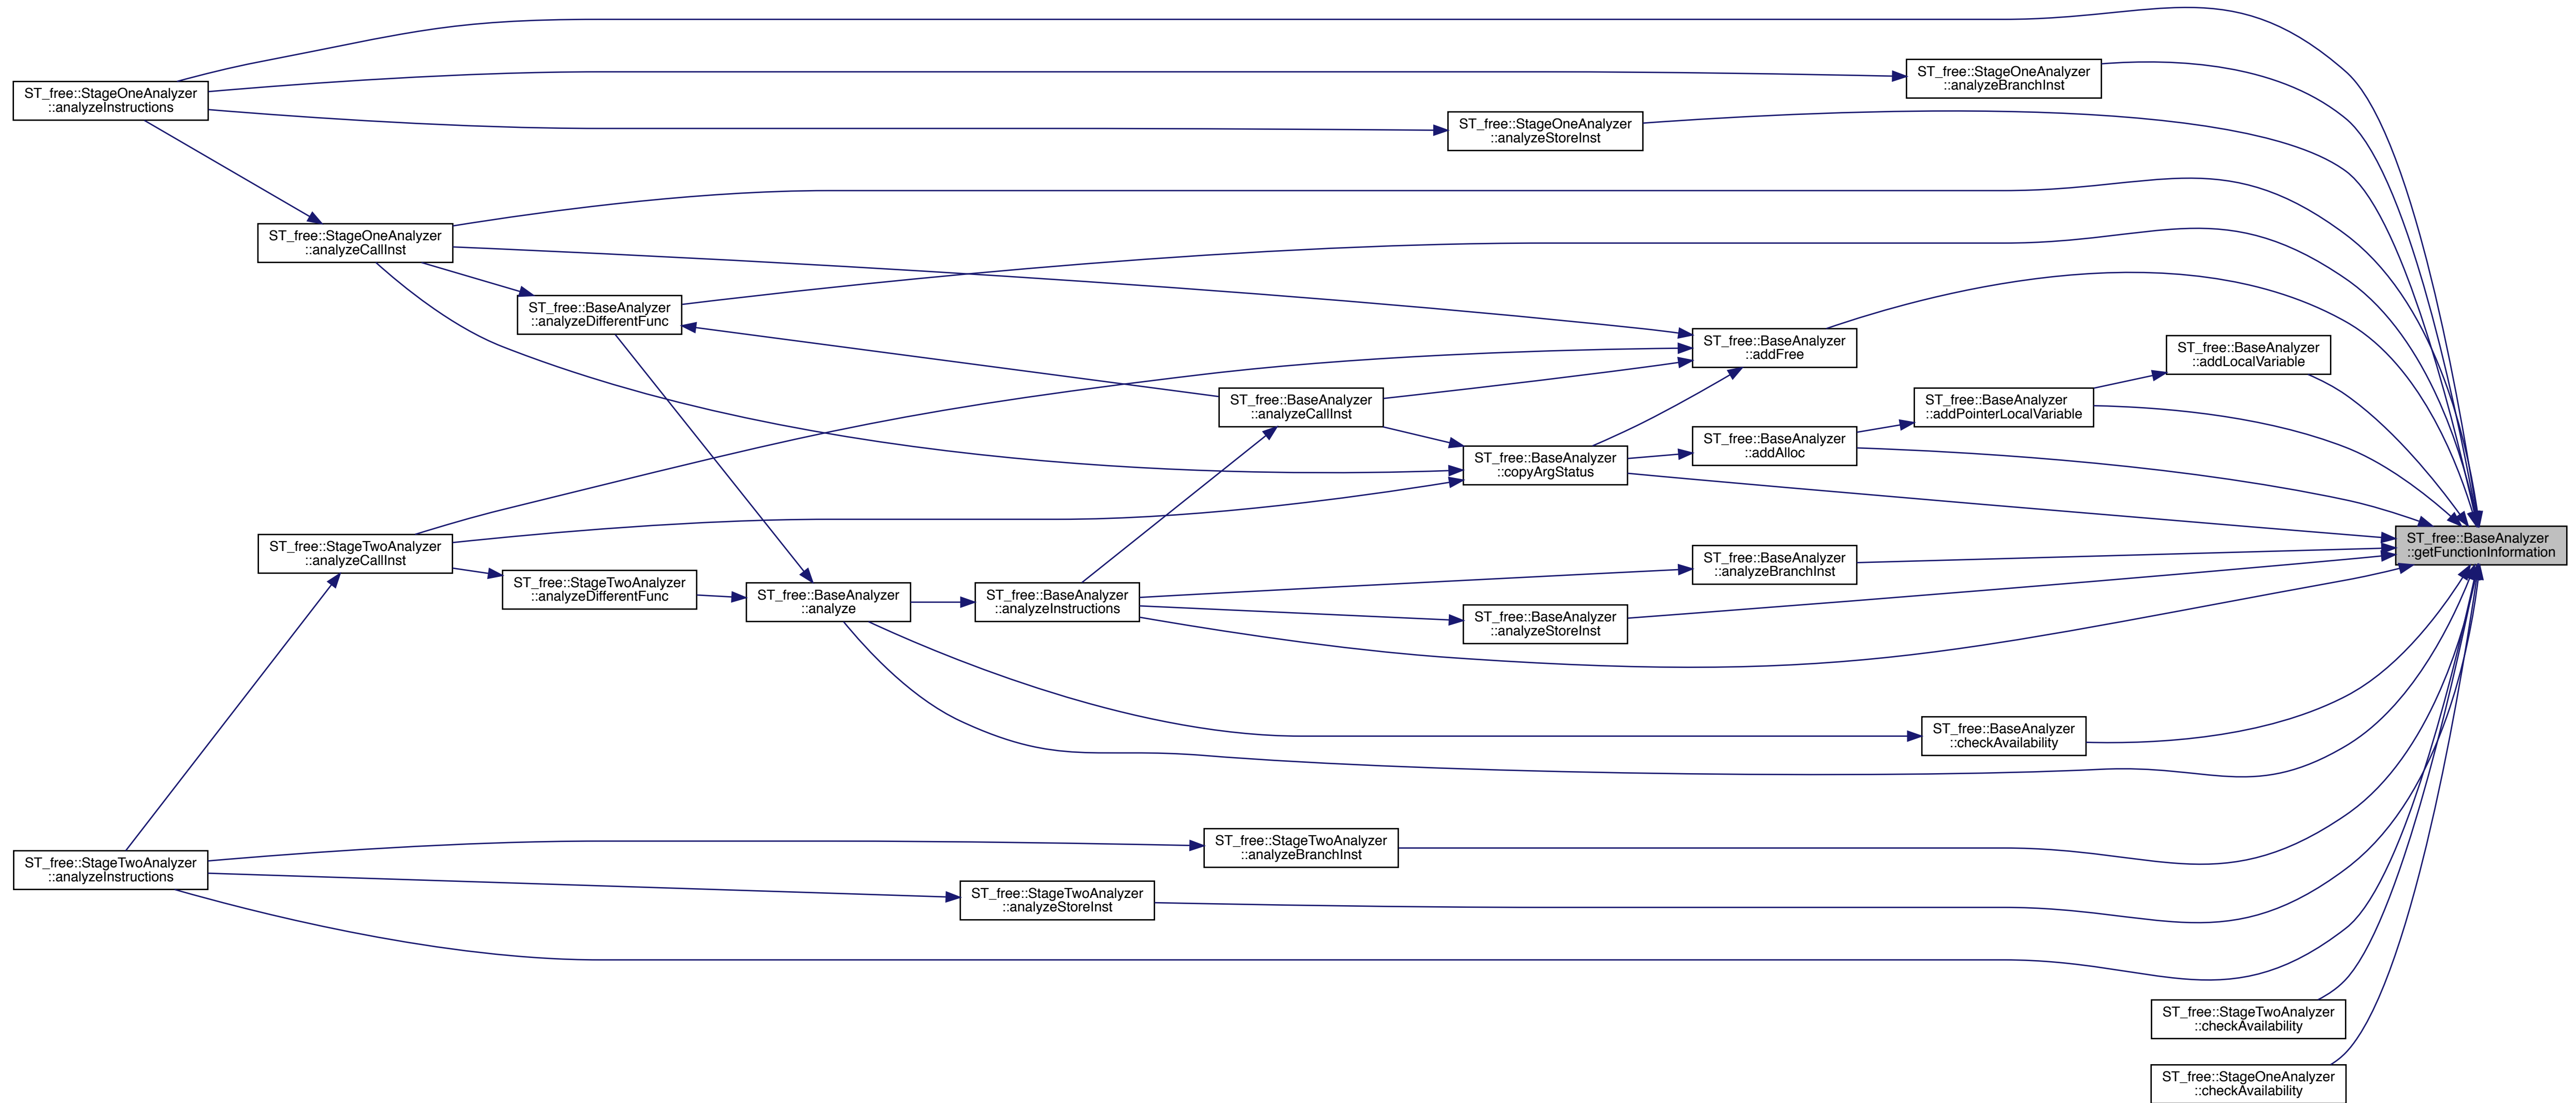 ST_free::StageOneAnalyzer
::analyzeInstructions
ST_free::StageOneAnalyzer
::analyzeBranchInst
ST_free::StageOneAnalyzer
::analyzeStoreInst
ST_free::StageOneAnalyzer
::analyzeCallInst
ST_free::BaseAnalyzer
::analyzeDifferentFunc
ST_free::BaseAnalyzer
::addFree
ST_free::BaseAnalyzer
::addLocalVariable
ST_free::BaseAnalyzer
::analyzeCallInst
ST_free::BaseAnalyzer
::addPointerLocalVariable
ST_free::BaseAnalyzer
::addAlloc
ST_free::BaseAnalyzer
::copyArgStatus
ST_free::BaseAnalyzer
::getFunctionInformation
ST_free::StageTwoAnalyzer
::analyzeCallInst
ST_free::BaseAnalyzer
::analyzeBranchInst
ST_free::StageTwoAnalyzer
::analyzeDifferentFunc
ST_free::BaseAnalyzer
::analyze
ST_free::BaseAnalyzer
::analyzeInstructions
ST_free::BaseAnalyzer
::analyzeStoreInst
ST_free::BaseAnalyzer
::checkAvailability
ST_free::StageTwoAnalyzer
::analyzeBranchInst
ST_free::StageTwoAnalyzer
::analyzeInstructions
ST_free::StageTwoAnalyzer
::analyzeStoreInst
ST_free::StageTwoAnalyzer
::checkAvailability
ST_free::StageOneAnalyzer
::checkAvailability